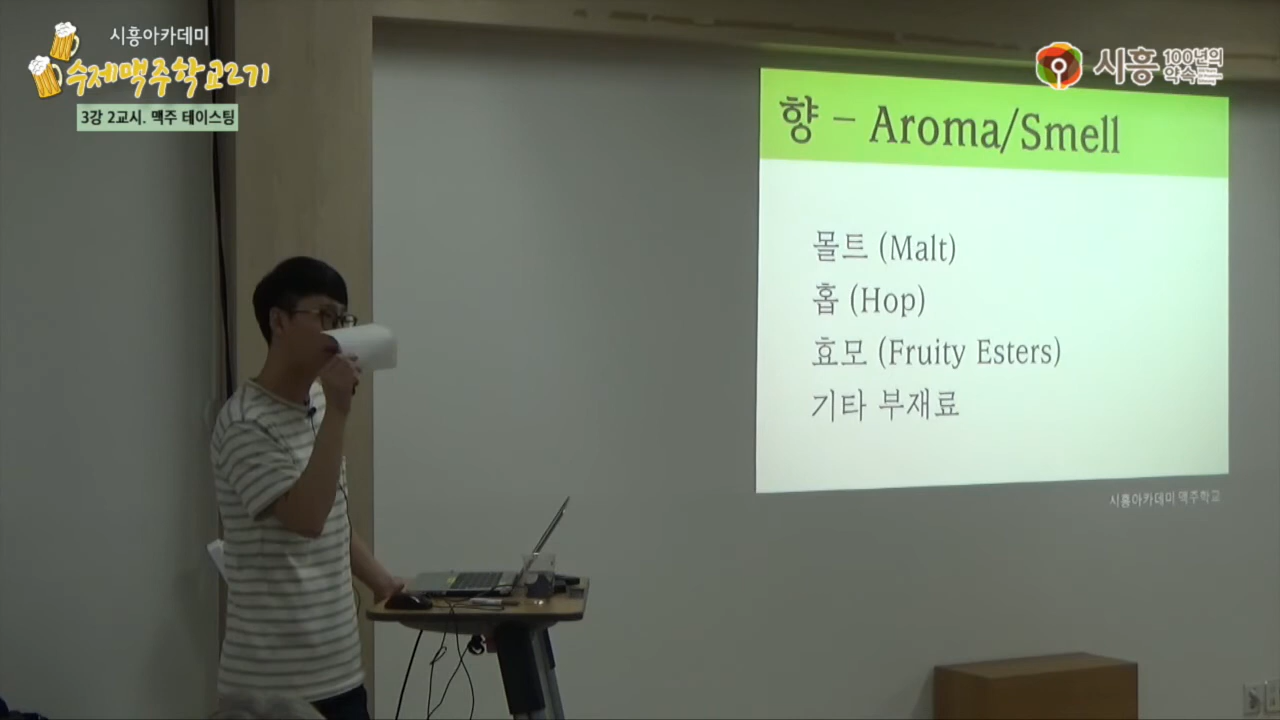 시흥아카데미
수제맥주학교2기
3강 2교시. 맥주 테이스팅
시흥 100년의 약속
향 – Aroma/Smell
몰트 (Malt)
홉 (Hop)
효모 (Fruity Esters)
기타 부재료
시흥아카데미 맥주학교